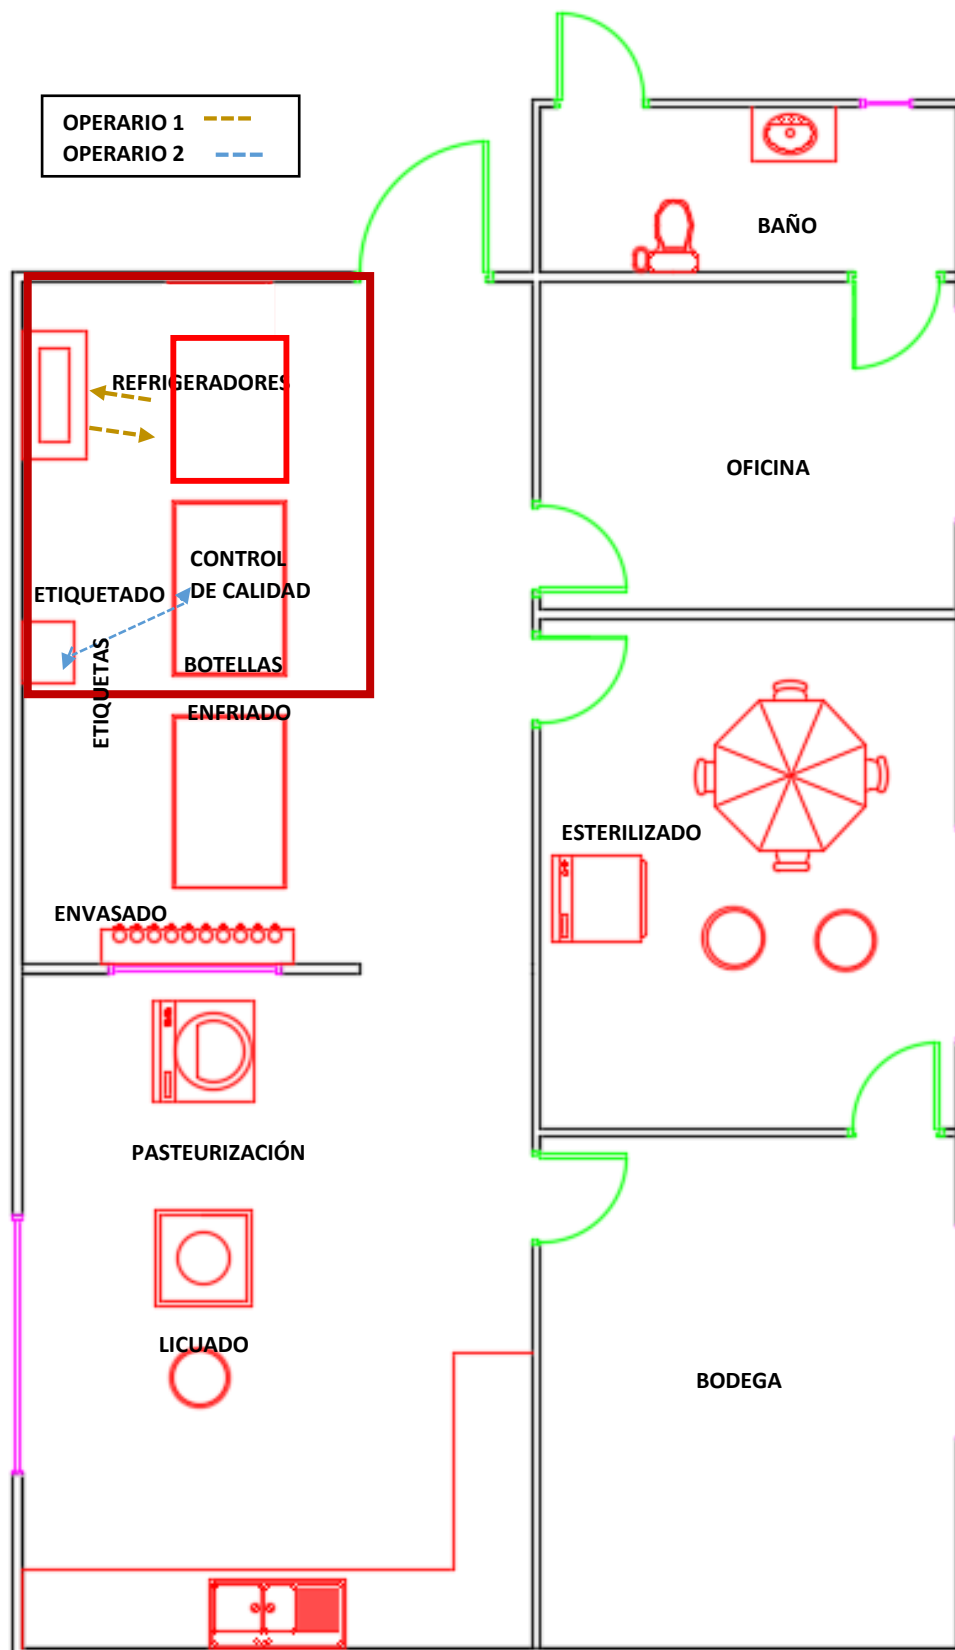 OPERARIO 1
OPERARIO 2
BAÑO
REFRIGERADORES
OFICINA
CONTROL
DE CALIDAD
ETIQUETADO
ETIQUETAS
BOTELLAS
ENFRIADO
ESTERILIZADO
ENVASADO
PASTEURIZACIÓN
LICUADO
BODEGA